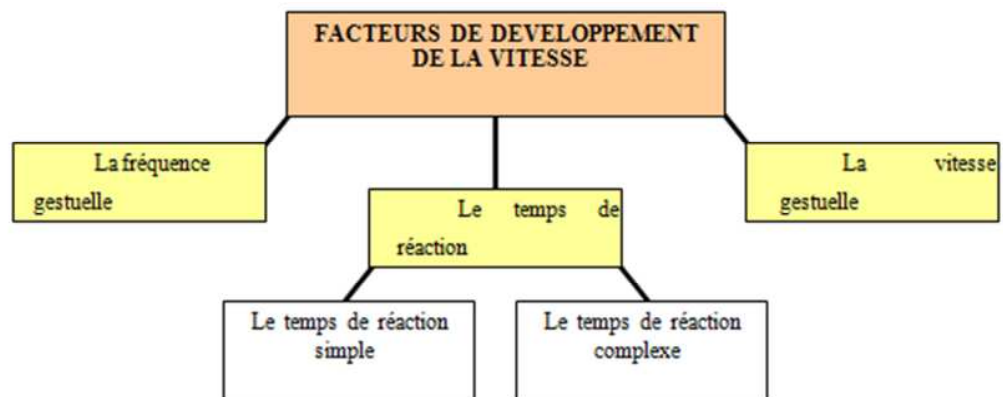 FACTEURS DE DEVELOPPEMENT
DE LA VITESSE
La fréquence
gestuelle
La vitesse
gestuelle
Le temps de
réaction
Le temps de réaction
simple
Le temps de réaction
complexe